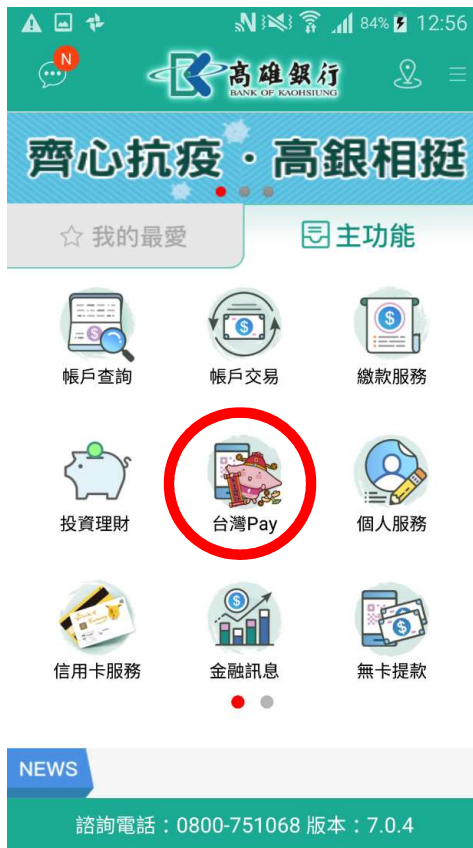 84% 12:56
N
高雄銀行
BANK OF KAOHSIUNG
齊心抗疫・高銀相挺
我的最愛
主功能
帳戶查詢 帳戶交易 繳款服務
投資理財 台灣Pay 個人服務
信用卡服務 金融訊息 無卡提款
NEWS
諮詢電話：0800-751068 版本：7.0.4